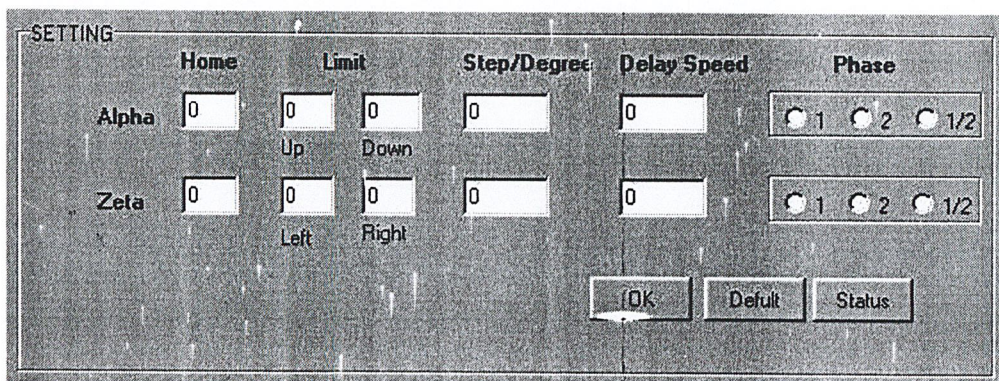 SETTING
Home Limit Step/Degree Delay Speed Phase
Alpha 0 0 0 0 0 1 2 1/2
Up Down
Zeta 0 0 0 0 0 1 2 1/2
Left Right
OK Defult Status